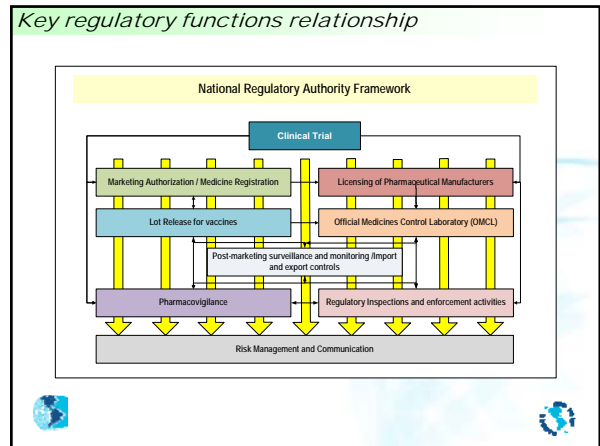 Key regulatory functions relationship
National Regulatory Authority Framework
Clinical Trial
Marketing Authorization / Medicine Registration
Licensing of Pharmaceutical Manufacturers
Lot Release for vaccines
Official Medicines Control Laboratory (OMCL)
Post-marketing surveillance and monitoring /Import
and export controls
Pharmacovigilance
Regulatory Inspections and enforcement activities
Risk Management and Communication